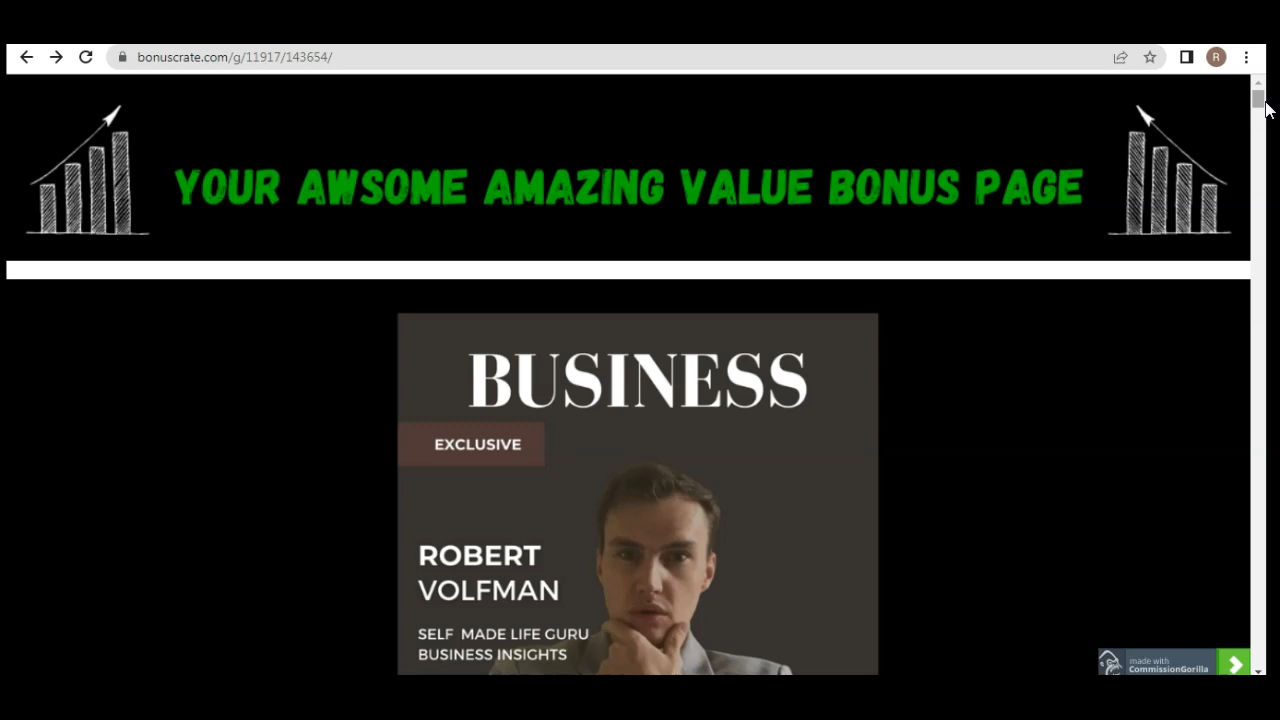 bonuscrate.com/g/11917/143654/
R
YOUR AWSOME AMAZING VALUE BONUS PAGE
BUSINESS
EXCLUSIVE
ROBERT
VOLFMAN
SELF MADE LIFE GURU
BUSINESS INSIGHTS
made with
CommissionGorilla